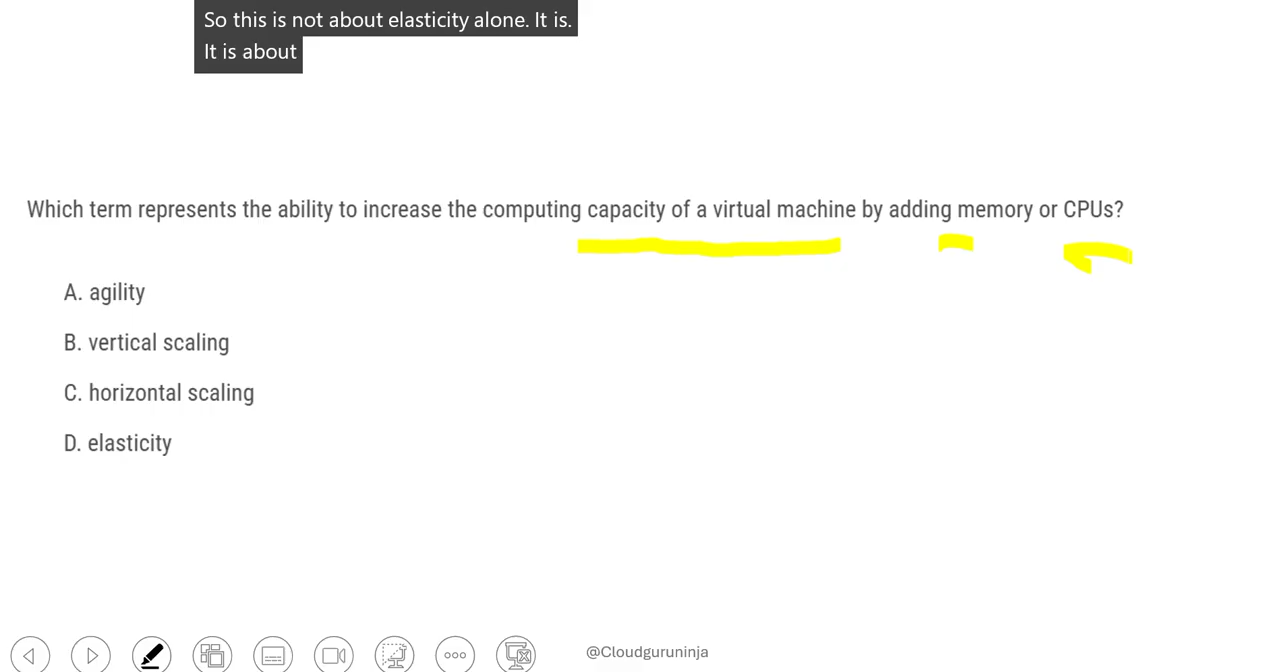 So this is not about elasticity alone. It is.
It is about
Which term represents the ability to increase the computing capacity of a virtual machine by adding memory or CPUs?
A. agility
B. vertical scaling
C. horizontal scaling
D. elasticity
@Cloudguruninja